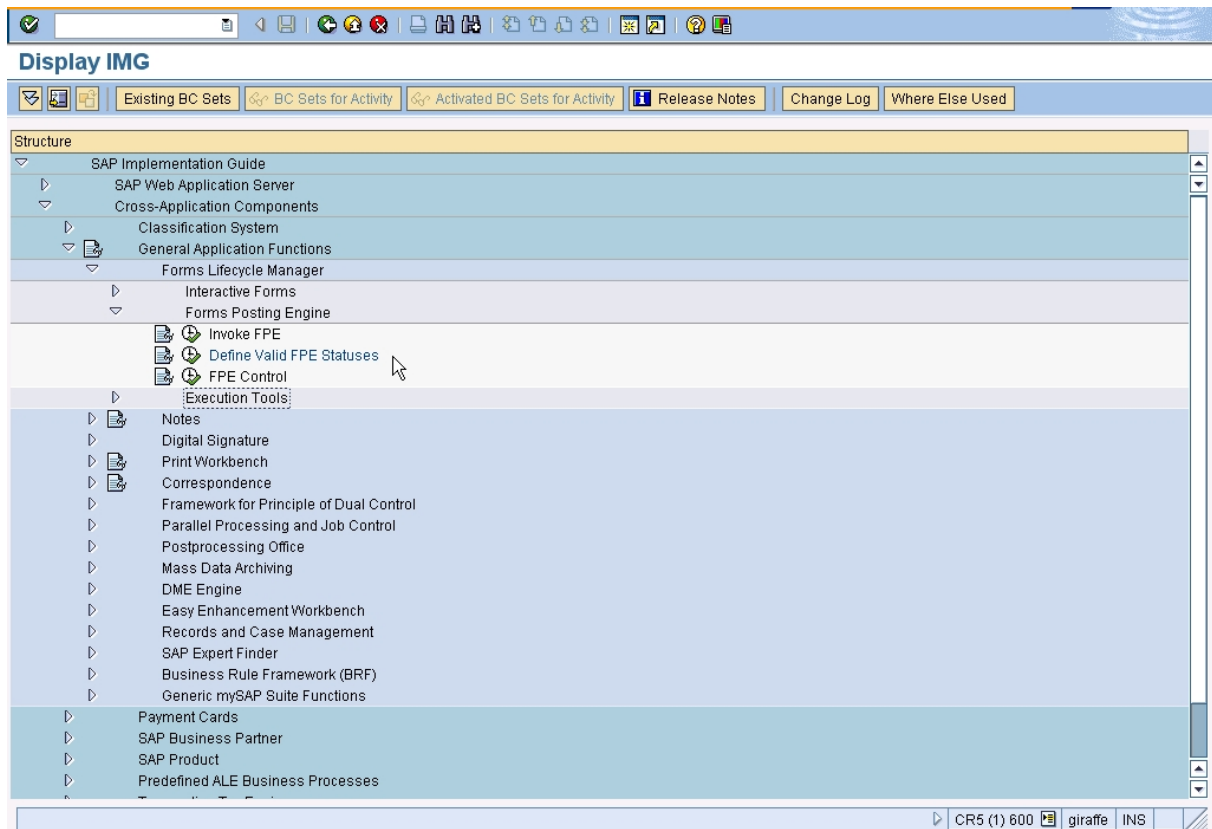 Display IMG
Existing BC Sets BC Sets for Activity Activated BC Sets for Activity Release Notes Change Log Where Else Used
Structure
SAP Implementation Guide
SAP Web Application Server
Cross-Application Components
Classification System
General Application Functions
Forms Lifecycle Manager
Interactive Forms
Forms Posting Engine
Invoke FPE
Define Valid FPE Statuses
FPE Control
Execution Tools
Notes
Digital Signature
Print Workbench
Correspondence
Framework for Principle of Dual Control
Parallel Processing and Job Control
Postprocessing Office
Mass Data Archiving
DME Engine
Easy Enhancement Workbench
Records and Case Management
SAP Expert Finder
Business Rule Framework (BRF)
Generic mySAP Suite Functions
Payment Cards
SAP Business Partner
SAP Product
Predefined ALE Business Processes
CR5 (1) 600 giraffe INS